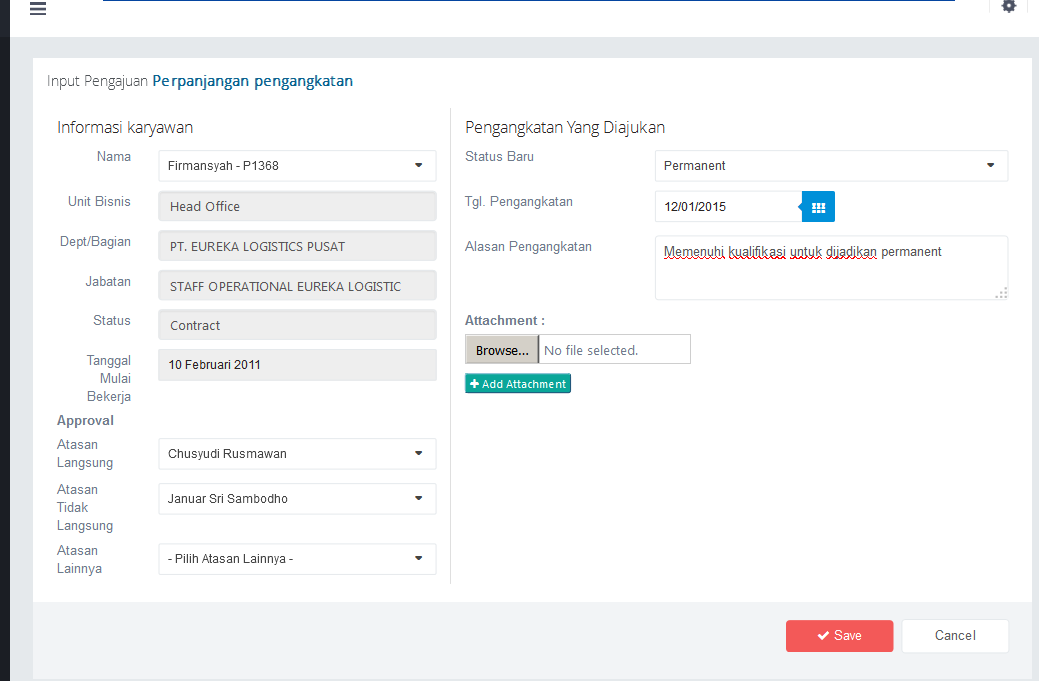 Input Pengajuan Perpanjangan pengangkatan
Informasi karyawan
Nama
Firmansyah - P1368
Unit Bisnis
Head Office
Dept/Bagian
PT. EUREKA LOGISTICS PUSAT
Jabatan
STAFF OPERATIONAL EUREKA LOGISTIC
Status
Contract
Tanggal
Mulai
Bekerja
10 Februari 2011
Approval
Atasan
Langsung
Chusyudi Rusmawan
Atasan
Tidak
Langsung
Januar Sri Sambodho
Atasan
Lainnya
- Pilih Atasan Lainnya -
Pengangkatan Yang Diajukan
Status Baru
Permanent
Tgl. Pengangkatan
12/01/2015
Alasan Pengangkatan
Memenuhi kualifikasi untuk dijadikan permanent
Attachment :
Browse... No file selected.
Add Attachment
Save
Cancel